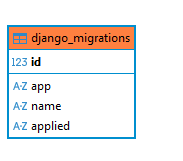 django_migrations
123 id
A-Z app
A-Z name
A-Z applied